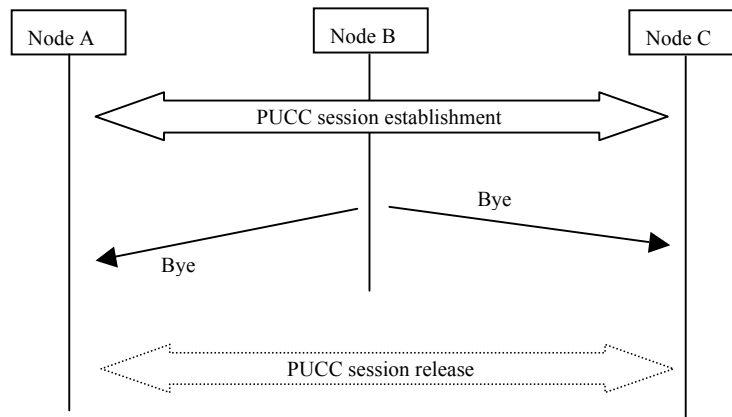 Node A
Node B
Node C
PUCC session establishment
Bye
Bye
PUCC session release